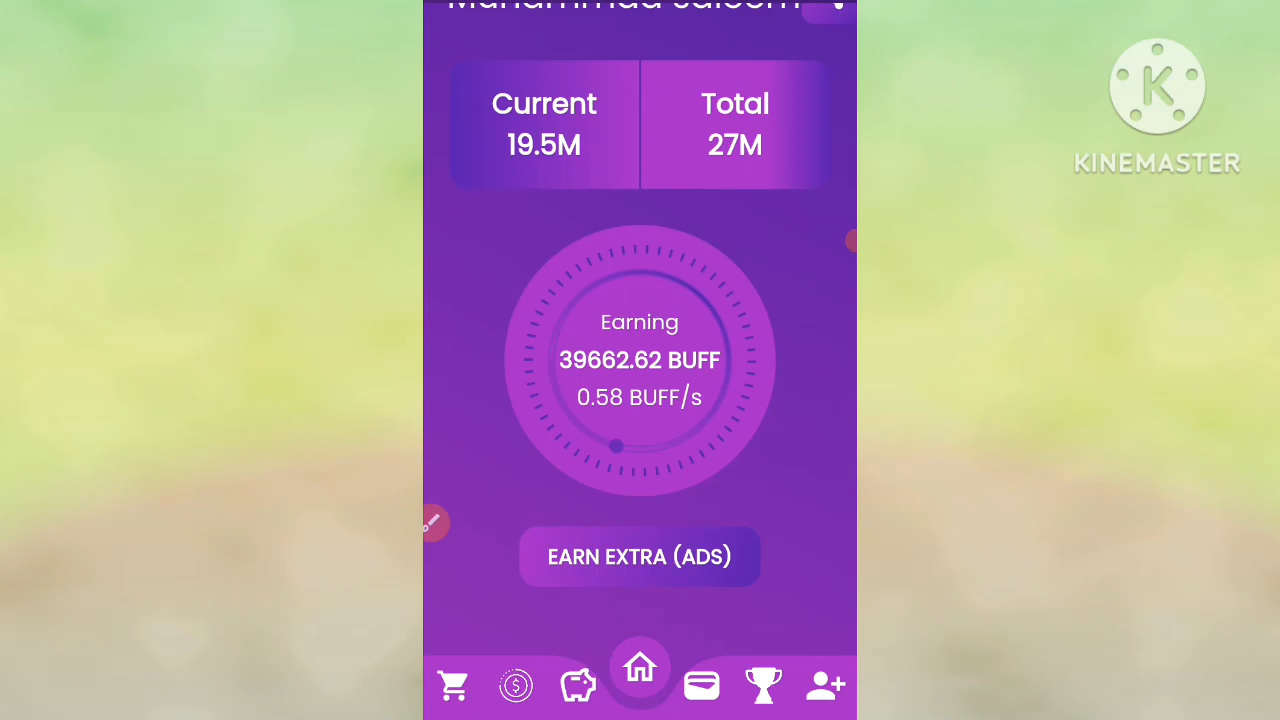 Current
19.5M
Total
27M
Earning
39662.62 BUFF
0.58 BUFF/s
EARN EXTRA (ADS)
K
KINEMASTER